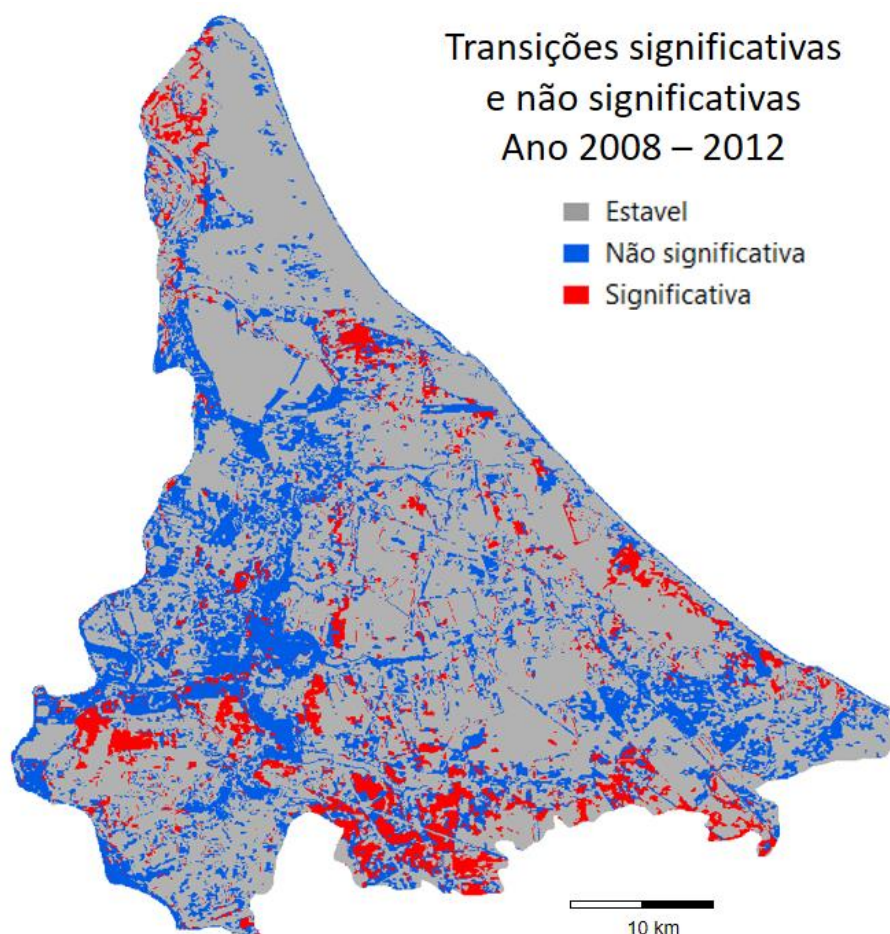 Transições significativas
e não significativas
Ano 2008 – 2012
Estavel
Não significativa
Significativa
10 km